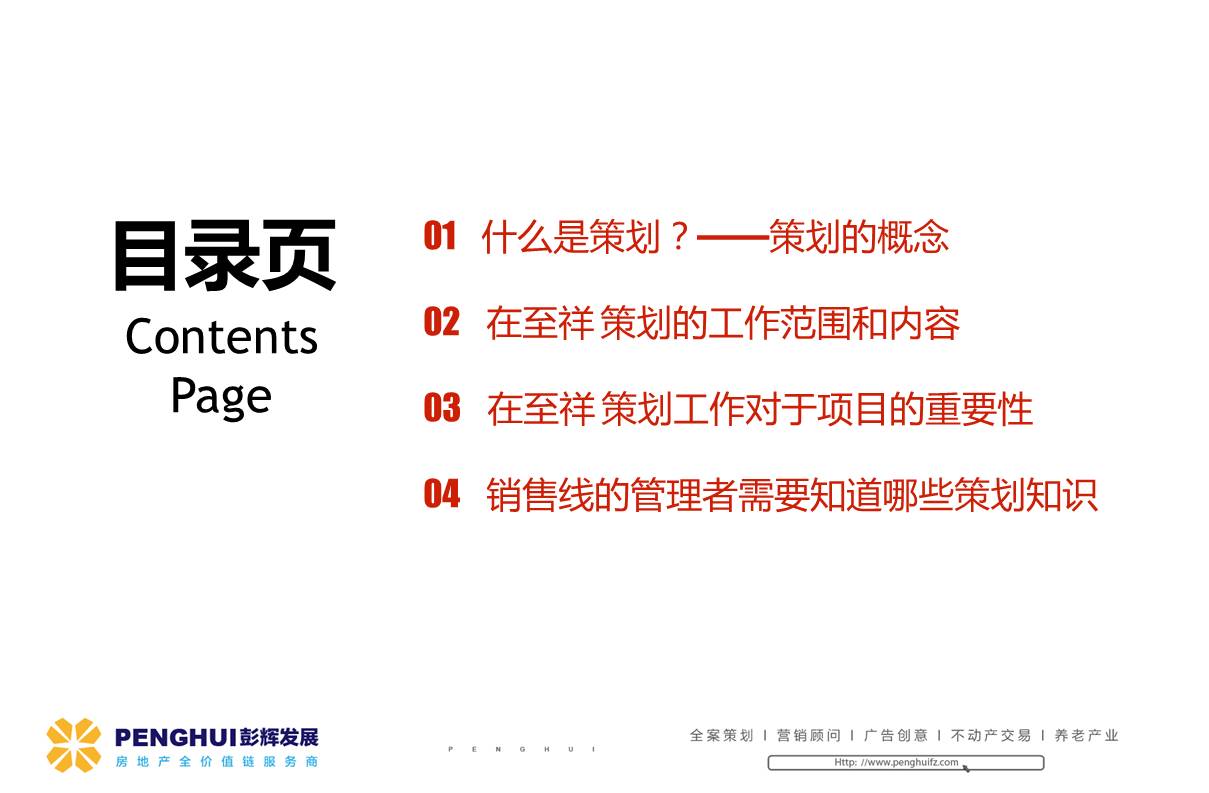 目录页
Contents
Page
01 什么是策划？——策划的概念
02 在至祥 策划的工作范围和内容
03 在至祥 策划工作对于项目的重要性
04 销售线的管理者需要知道哪些策划知识
PENGHUI彭辉发展
房地产全价值链服务商
PENGHUI
全案策划 I 营销顾问 I 广告创意 I 不动产交易 I 养老产业
Http: //www.penghuifz.com